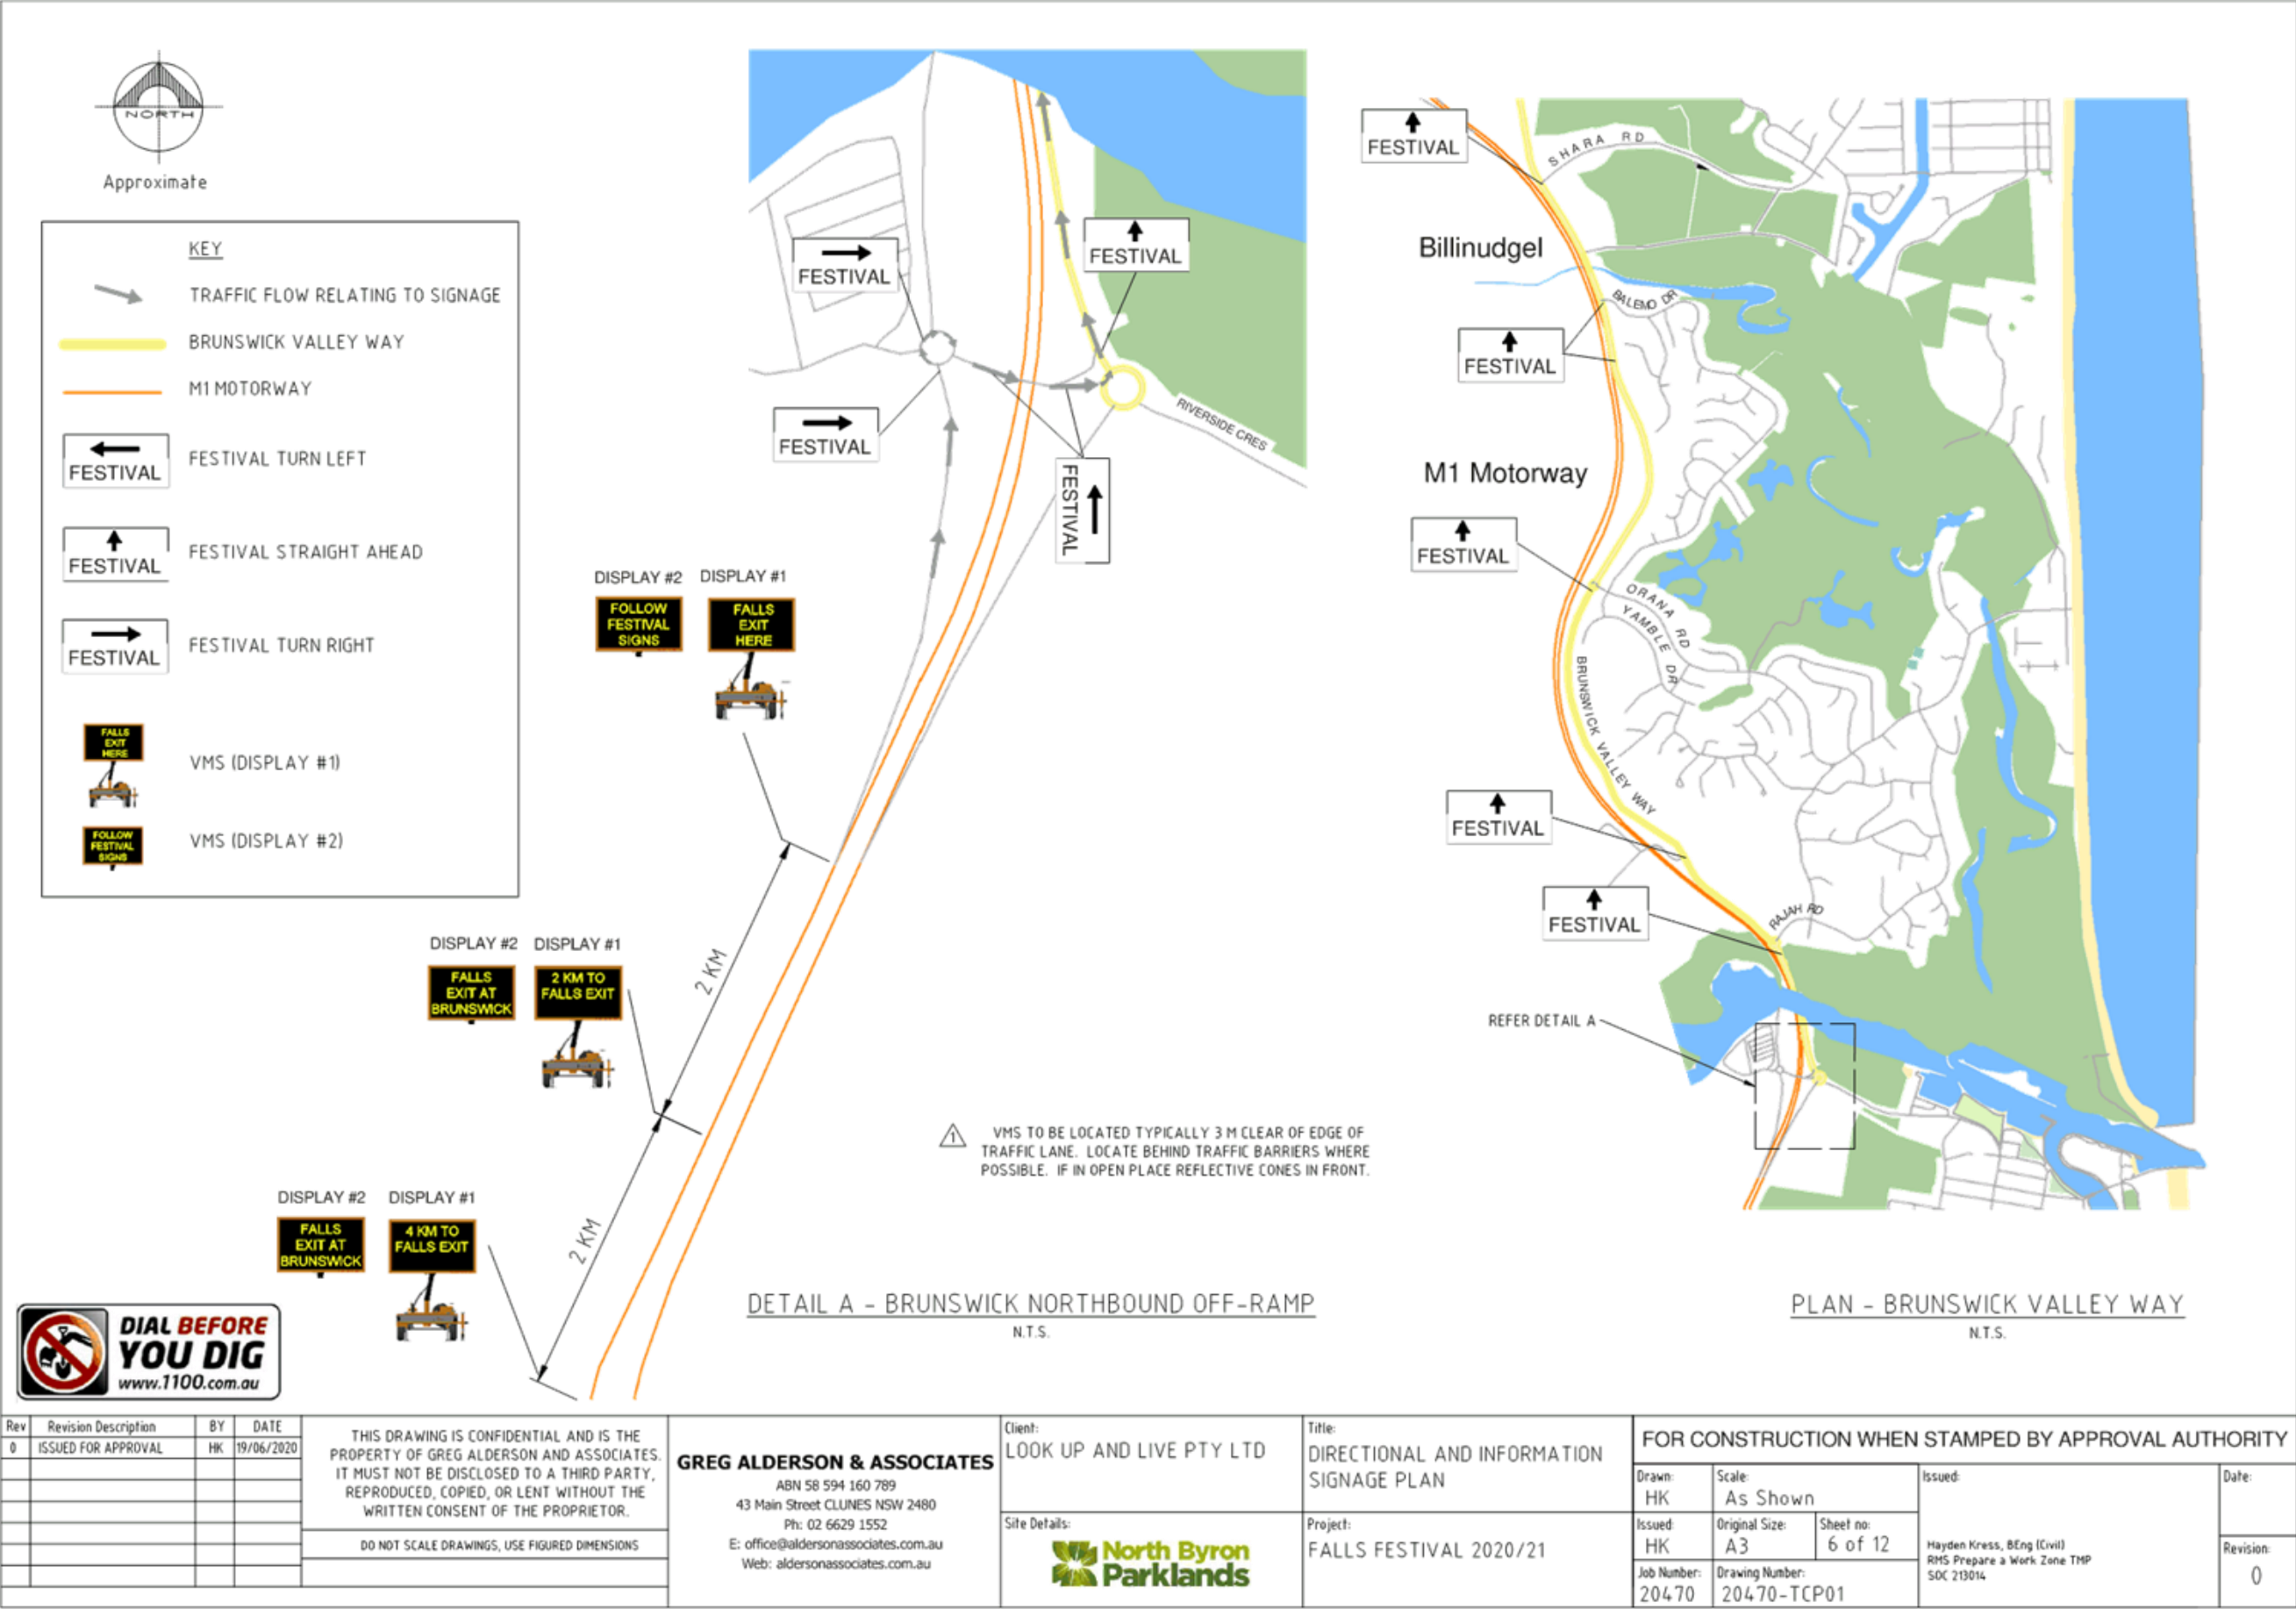 NORTH
Approximate
KEY
TRAFFIC FLOW RELATING TO SIGNAGE
BRUNSWICK VALLEY WAY
M1 MOTORWAY
FESTIVAL
FESTIVAL TURN LEFT
FESTIVAL
FESTIVAL STRAIGHT AHEAD
FESTIVAL
FESTIVAL TURN RIGHT
FALLS
EXIT
HERE
VMS (DISPLAY #1)
FOLLOW
FESTIVAL
SIGNS
VMS (DISPLAY #2)
FESTIVAL
FESTIVAL
FESTIVAL
FESTIVAL
RIVERSIDE CRES
DISPLAY #2
DISPLAY #1
FOLLOW
FESTIVAL
SIGNS
FALLS
EXIT
HERE
2 KM
DISPLAY #2
DISPLAY #1
FALLS
EXIT AT
BRUNSWICK
2 KM TO
FALLS EXIT
2 KM
DISPLAY #2
DISPLAY #1
FALLS
EXIT AT
BRUNSWICK
4 KM TO
FALLS EXIT
1
VMS TO BE LOCATED TYPICALLY 3 M CLEAR OF EDGE OF
TRAFFIC LANE. LOCATE BEHIND TRAFFIC BARRIERS WHERE
POSSIBLE. IF IN OPEN PLACE REFLECTIVE CONES IN FRONT.
DETAIL A - BRUNSWICK NORTHBOUND OFF-RAMP
N.T.S.
FESTIVAL
SHARA RD
Billinudgel
BALEMO DR
FESTIVAL
M1 Motorway
FESTIVAL
ORANA RD
YAMBLE DR
BRUNSWICK VALLEY WAY
FESTIVAL
FESTIVAL
RAJAH RD
REFER DETAIL A
PLAN - BRUNSWICK VALLEY WAY
N.T.S.
DIAL BEFORE
YOU DIG
www.1100.com.au
Rev Revision Description BY DATE
0 ISSUED FOR APPROVAL HK 19/06/2020
THIS DRAWING IS CONFIDENTIAL AND IS THE
PROPERTY OF GREG ALDERSON AND ASSOCIATES.
IT MUST NOT BE DISCLOSED TO A THIRD PARTY,
REPRODUCED, COPIED, OR LENT WITHOUT THE
WRITTEN CONSENT OF THE PROPRIETOR.
DO NOT SCALE DRAWINGS, USE FIGURED DIMENSIONS
GREG ALDERSON & ASSOCIATES
ABN 58 594 160 789
43 Main Street CLUNES NSW 2480
Ph: 02 6629 1552
E: office@aldersonassociates.com.au
Web: aldersonassociates.com.au
Client:
LOOK UP AND LIVE PTY LTD
Site Details:
North Byron
Parklands
Title:
DIRECTIONAL AND INFORMATION
SIGNAGE PLAN
Project:
FALLS FESTIVAL 2020/21
FOR CONSTRUCTION WHEN STAMPED BY APPROVAL AUTHORITY
Drawn:
HK
Scale:
As Shown
Issued:
HK
Original Size:
A3
Sheet no:
6 of 12
Job Number:
20470
Drawing Number:
20470-TCP01
Issued:
Hayden Kress, BEng (Civil)
RMS Prepare a Work Zone TMP
SOC 213014
Date:
Revision:
0